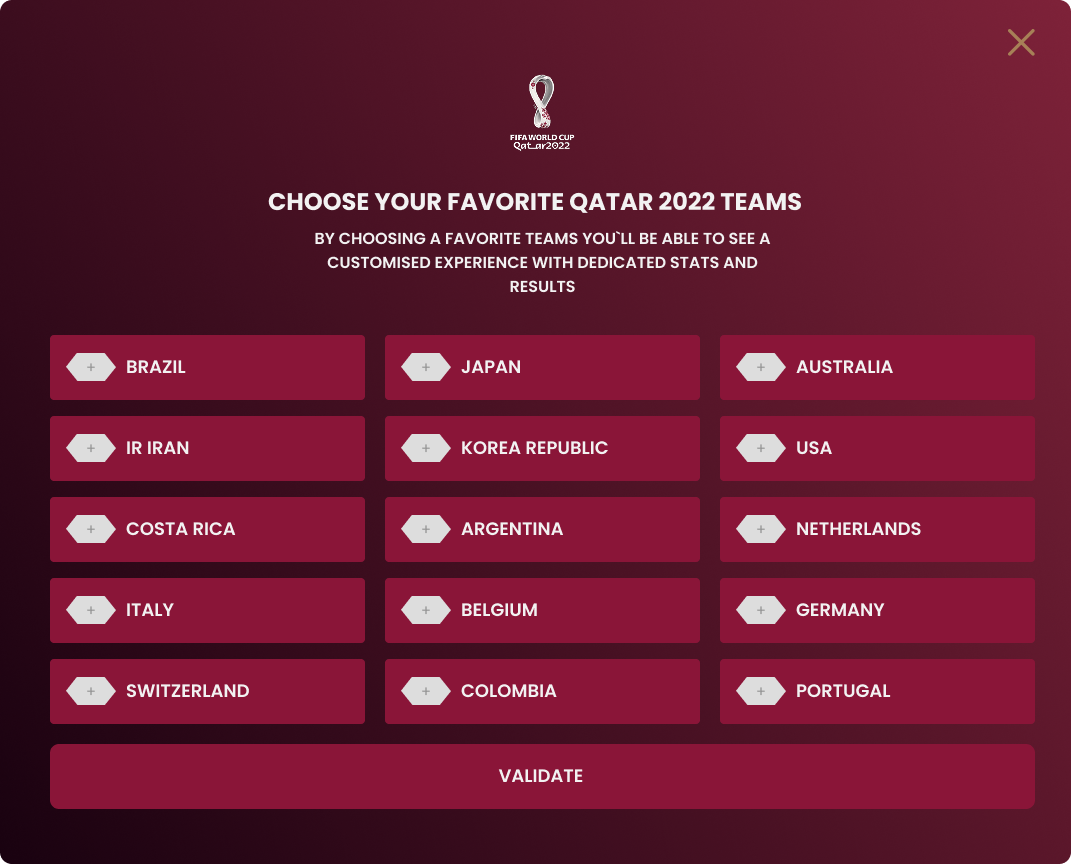 FIFA WORLD CUP
Qatar2022
CHOOSE YOUR FAVORITE QATAR 2022 TEAMS
BY CHOOSING A FAVORITE TEAMS YOU`LL BE ABLE TO SEE A
CUSTOMISED EXPERIENCE WITH DEDICATED STATS AND
RESULTS
+ BRAZIL
+ JAPAN
+ AUSTRALIA
+ IR IRAN
+ KOREA REPUBLIC
+ USA
+ COSTA RICA
+ ARGENTINA
+ NETHERLANDS
+ ITALY
+ BELGIUM
+ GERMANY
+ SWITZERLAND
+ COLOMBIA
+ PORTUGAL
VALIDATE